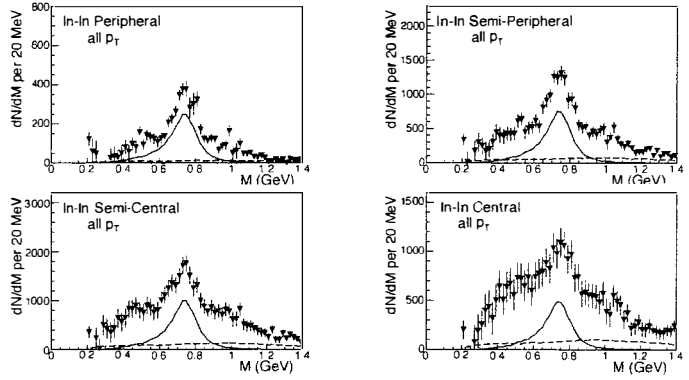 In-In Peripheral
all pT
dN/dM per 20 MeV
800
600
400
200
0
0 0.2 0.4 0.6 0.8 1 1.2 1.4
M (GeV)
In-In Semi-Peripheral
all pT
dN/dM per 20 MeV
2000
1500
1000
500
0
0 0.2 0.4 0.6 0.8 1 1.2 1.4
M (GeV)
In-In Semi-Central
all pT
dN/dM per 20 MeV
3000
2000
1000
0
0 0.2 0.4 0.6 0.8 1 1.2 1.4
M (GeV)
In-In Central
all pT
dN/dM per 20 MeV
1500
1000
500
0
0 0.2 0.4 0.6 0.8 1 1.2 1.4
M (GeV)